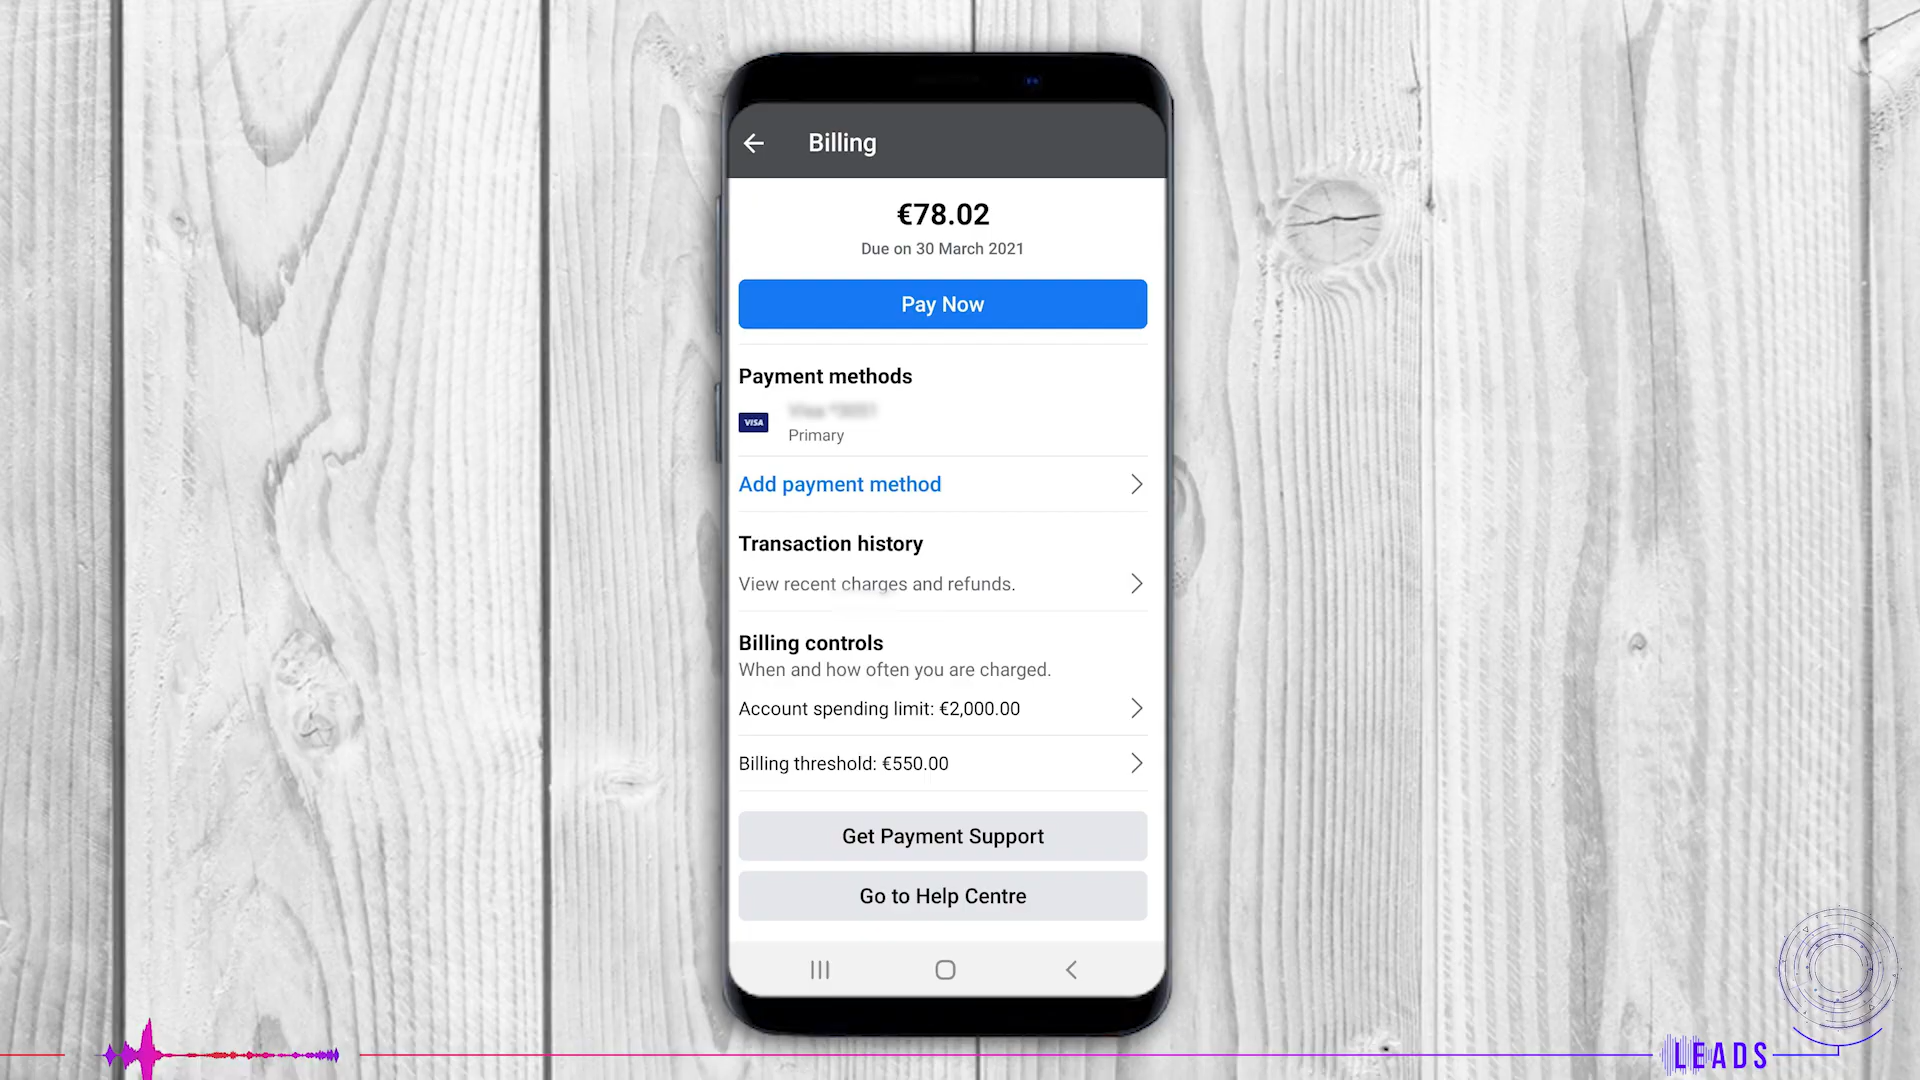 Billing
€78.02
Due on 30 March 2021
Pay Now
Payment methods
VISA
Primary
Add payment method
Transaction history
View recent charges and refunds.
Billing controls
When and how often you are charged.
Account spending limit: €2,000.00
Billing threshold: €550.00
Get Payment Support
Go to Help Centre
LEADS